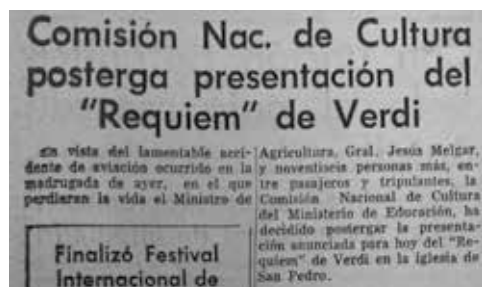 Comisión Nac. de Cultura
posterga presentación del
"Requiem" de Verdi
En vista del lamentable acci-
dente de aviación ocurrido en la
madrugada de ayer, en el que
perdieran la vida el Ministro de
Agricultura, Gral. Jesús Melgar,
y noventiseis personas más, en-
tre pasajeros y tripulantes, la
Comisión Nacional de Cultura
del Ministerio de Educación, ha
decidido postergar la presenta-
ción anunciada para hoy del "Re-
quiem" de Verdi en la iglesia de
San Pedro.
Finalizó Festival
Internacional de